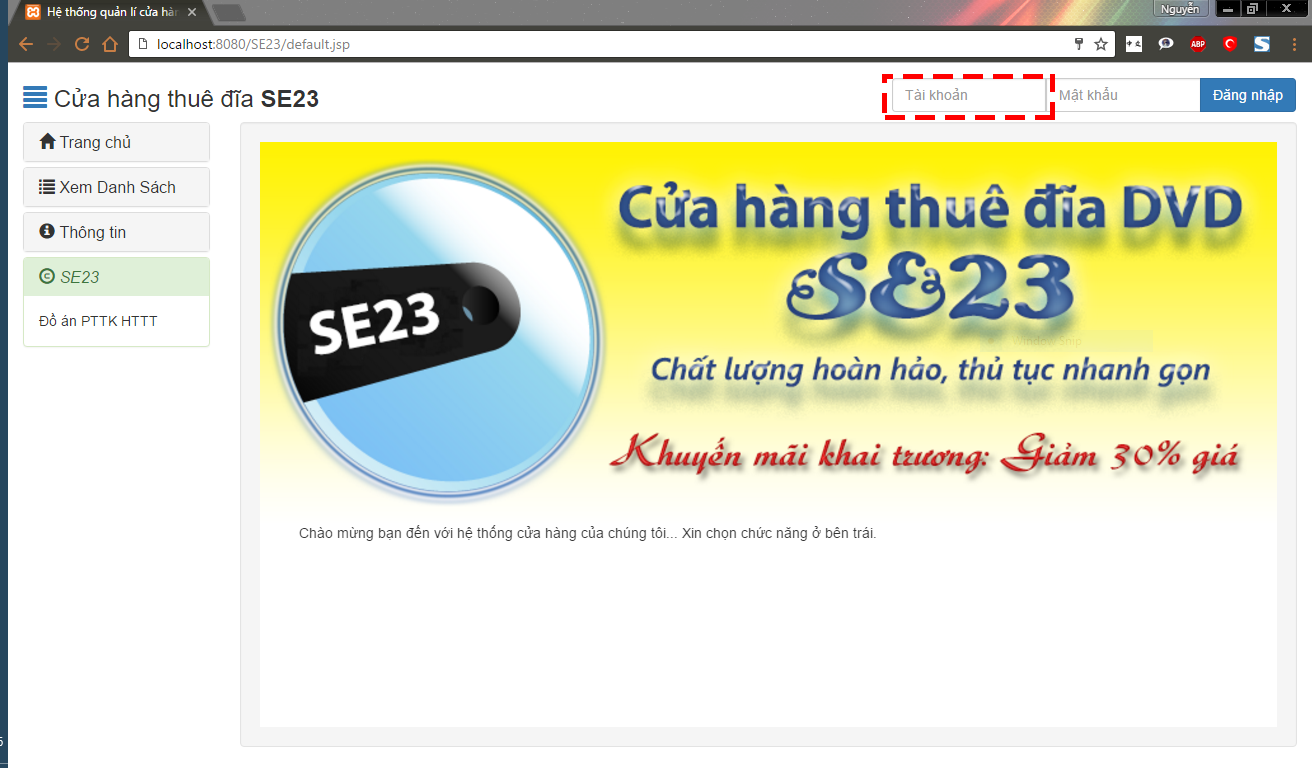 Hệ thống quản lí cửa hàn
Nguyễn
localhost:8080/SE23/default.jsp
ABP
Cửa hàng thuê đĩa SE23
Tài khoản
Mật khẩu
Đăng nhập
Trang chủ
Xem Danh Sách
Thông tin
SE23
Đồ án PTTK HTTT
SE23
Cửa hàng thuê đĩa DVD
SE23
Chất lượng hoàn hảo, thủ tục nhanh gọn
Khuyến mãi khai trương: Giảm 30% giá
Window Snip
Chào mừng bạn đến với hệ thống cửa hàng của chúng tôi... Xin chọn chức năng ở bên trái.